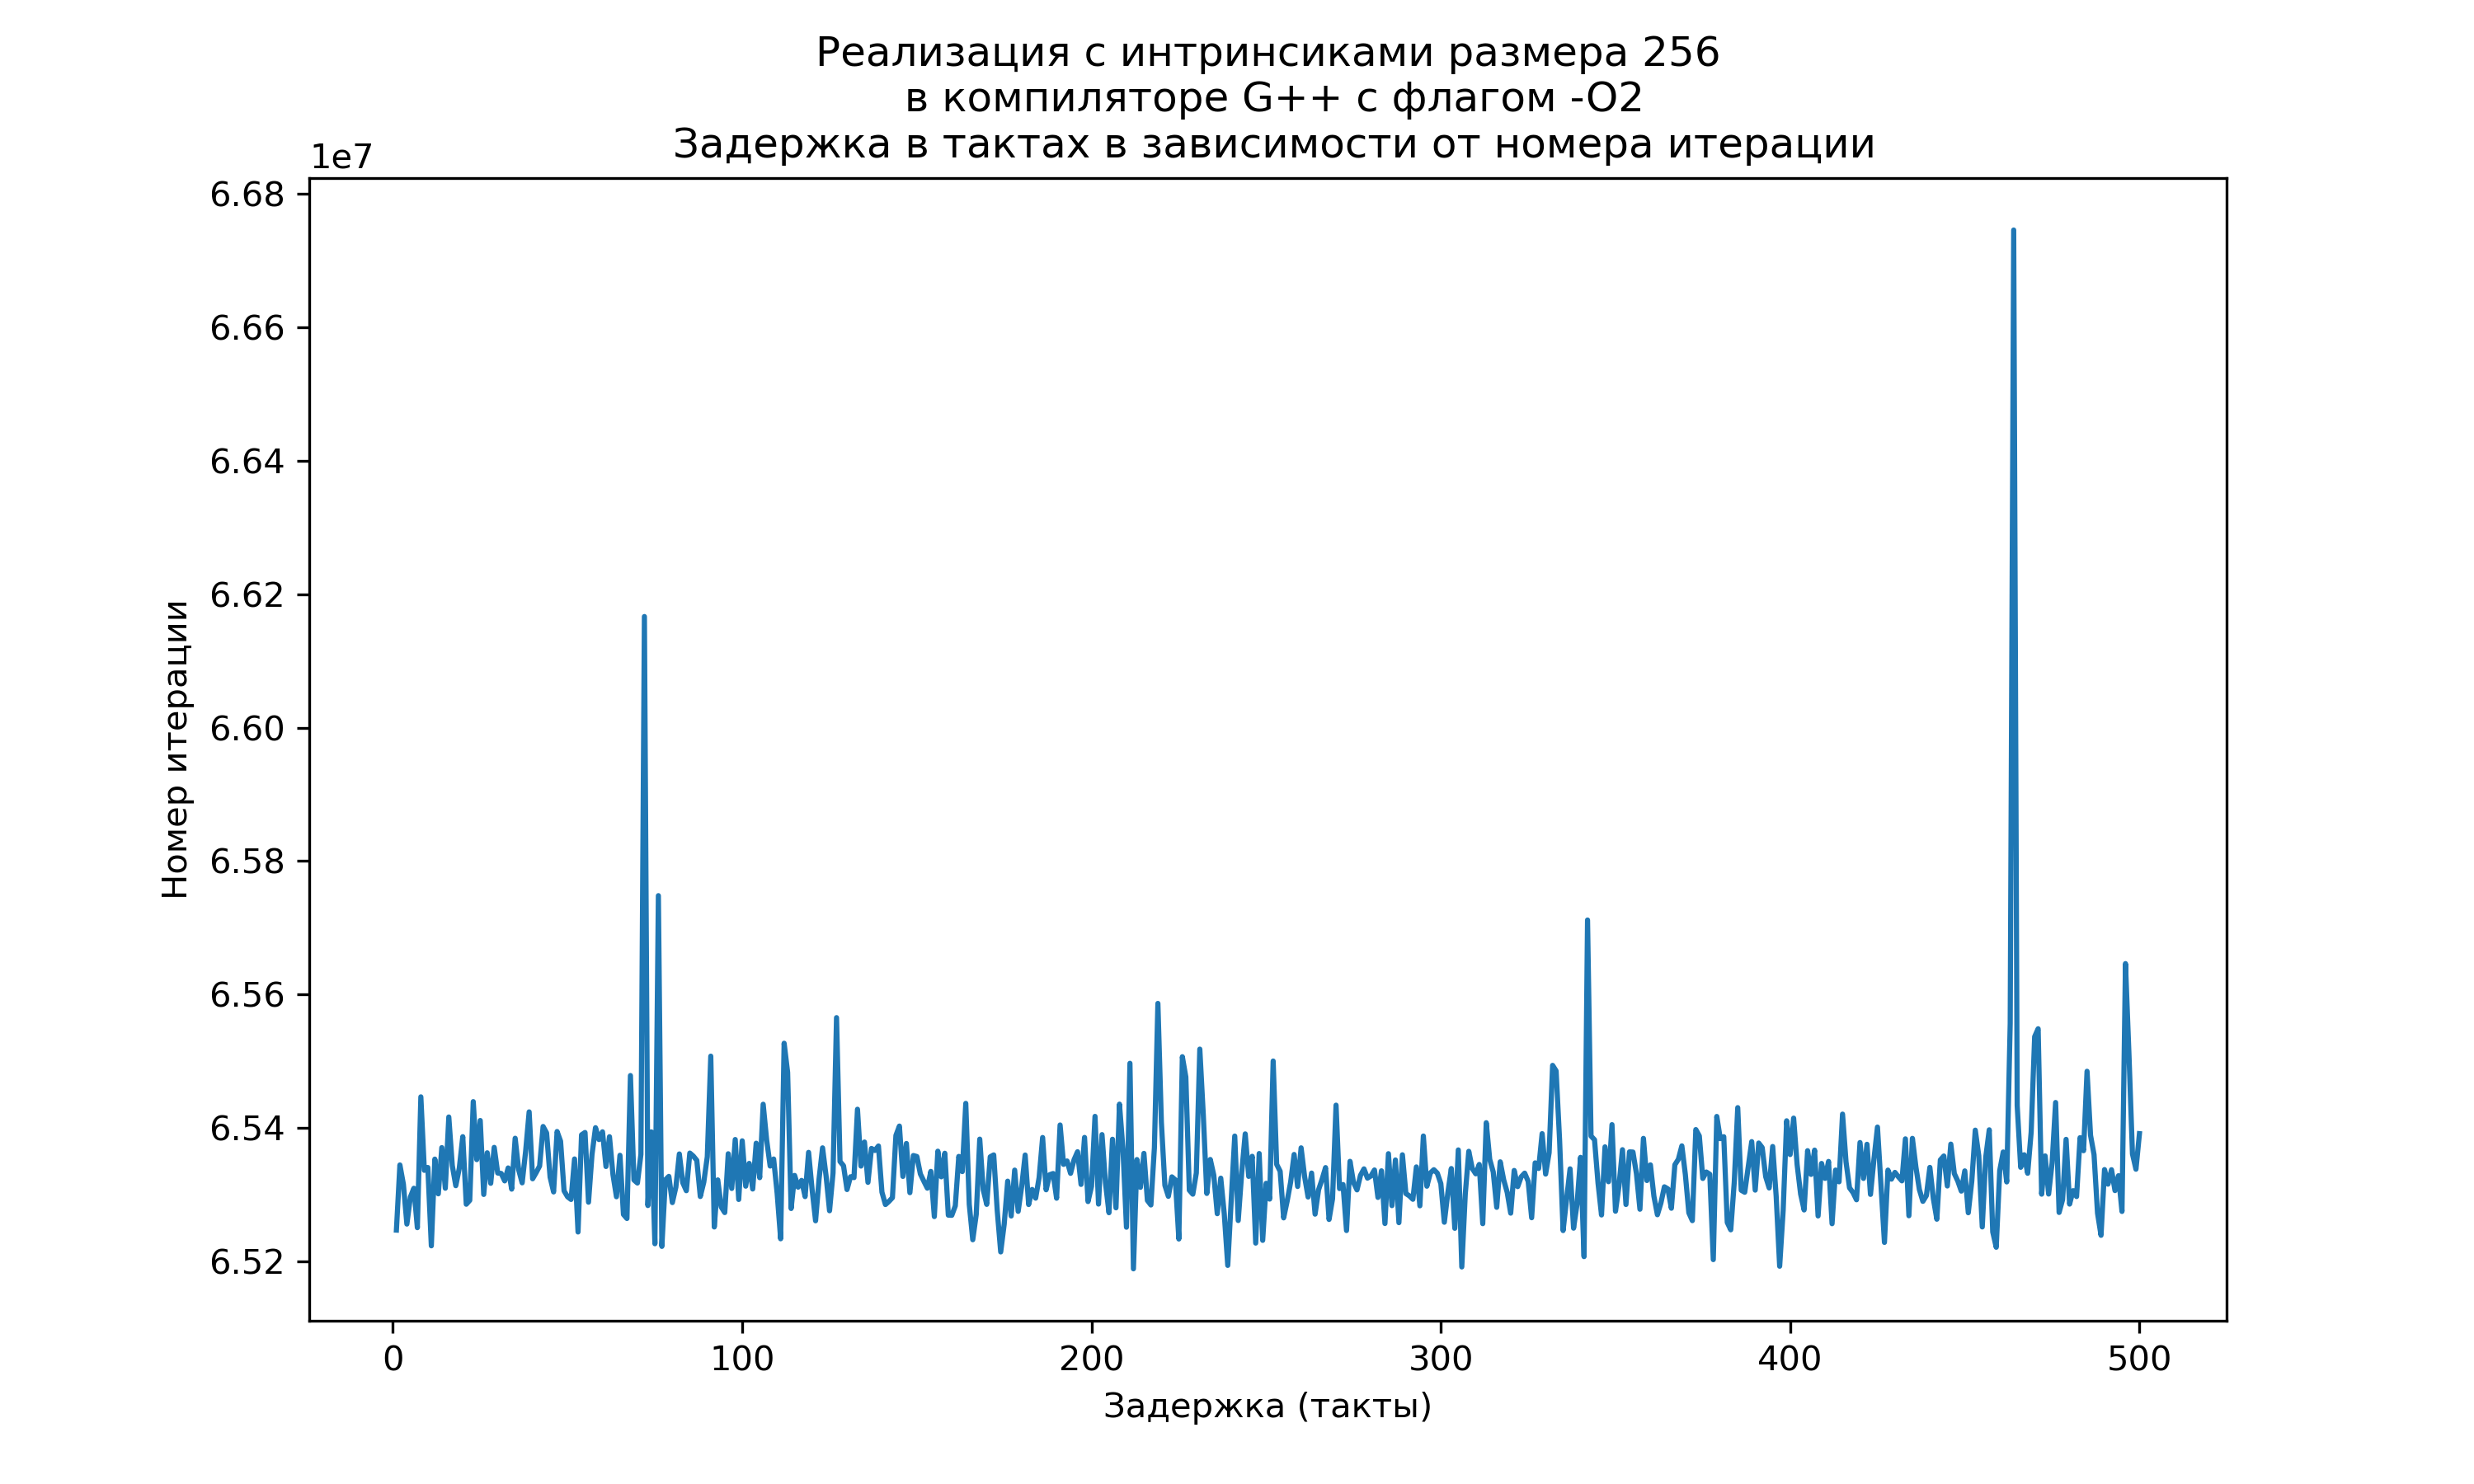 Реализация с интринсиками размера 256
в компиляторе G++ с флагом -O2
Задержка в тактах в зависимости от номера итерации
1e7
6.68
6.66
6.64
6.62
6.60
6.58
6.56
6.54
6.52
Номер итерации
0 100 200 300 400 500
Задержка (такты)